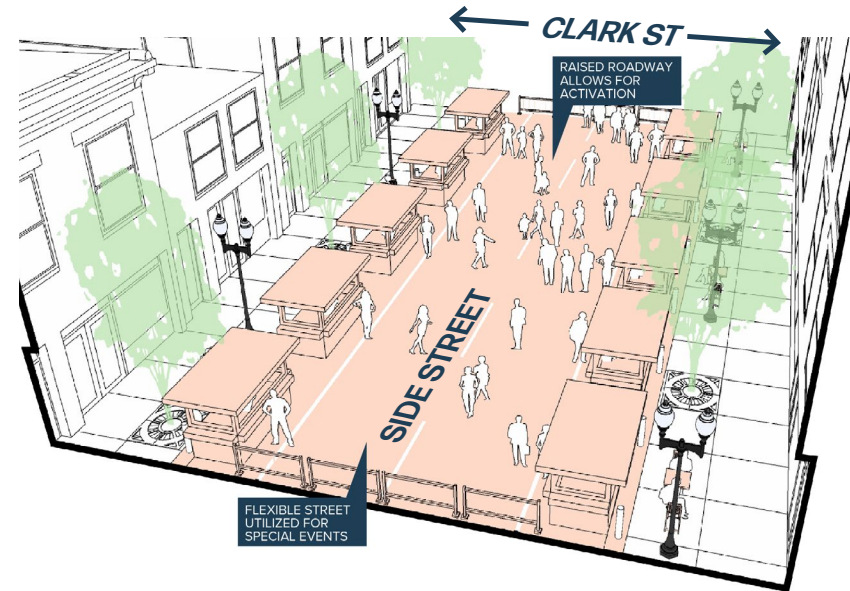 CLARK ST
RAISED ROADWAY
ALLOWS FOR
ACTIVATION
SIDE STREET
FLEXIBLE STREET
UTILIZED FOR
SPECIAL EVENTS